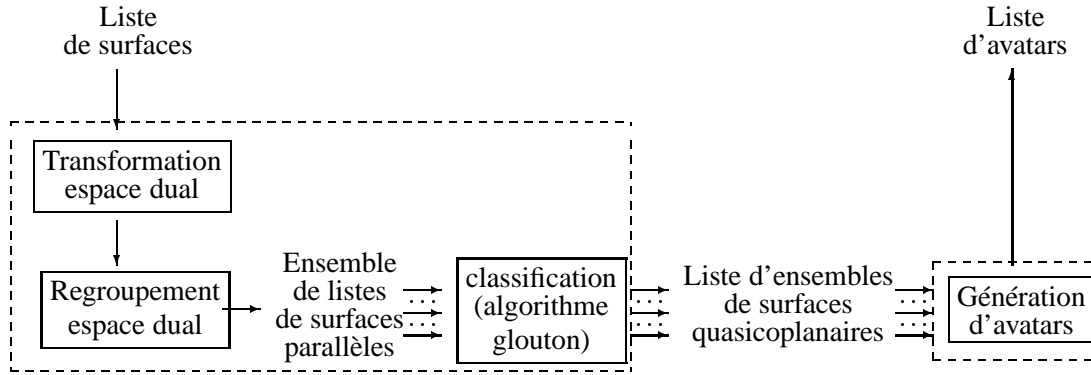 Liste
de surfaces
Transformation
espace dual
Regroupement
espace dual
Ensemble
de listes
de surfaces
parallèles
classification
(algorithme
glouton)
Liste d'ensembles
de surfaces
quasicoplanaires
Génération
d'avatars
Liste
d'avatars